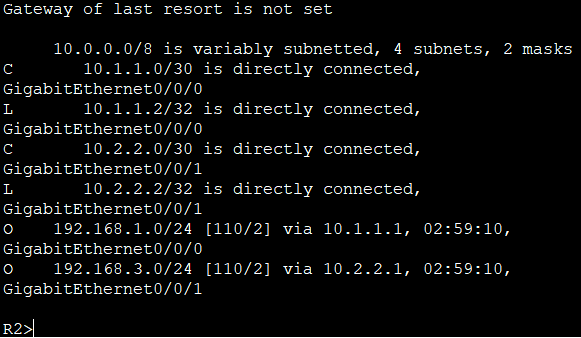 Gateway of last resort is not set
10.0.0.0/8 is variably subnetted, 4 subnets, 2 masks
C 10.1.1.0/30 is directly connected,
GigabitEthernet0/0/0
L 10.1.1.2/32 is directly connected,
GigabitEthernet0/0/0
C 10.2.2.0/30 is directly connected,
GigabitEthernet0/0/1
L 10.2.2.2/32 is directly connected,
GigabitEthernet0/0/1
O 192.168.1.0/24 [110/2] via 10.1.1.1, 02:59:10,
GigabitEthernet0/0/0
O 192.168.3.0/24 [110/2] via 10.2.2.1, 02:59:10,
GigabitEthernet0/0/1
R2>